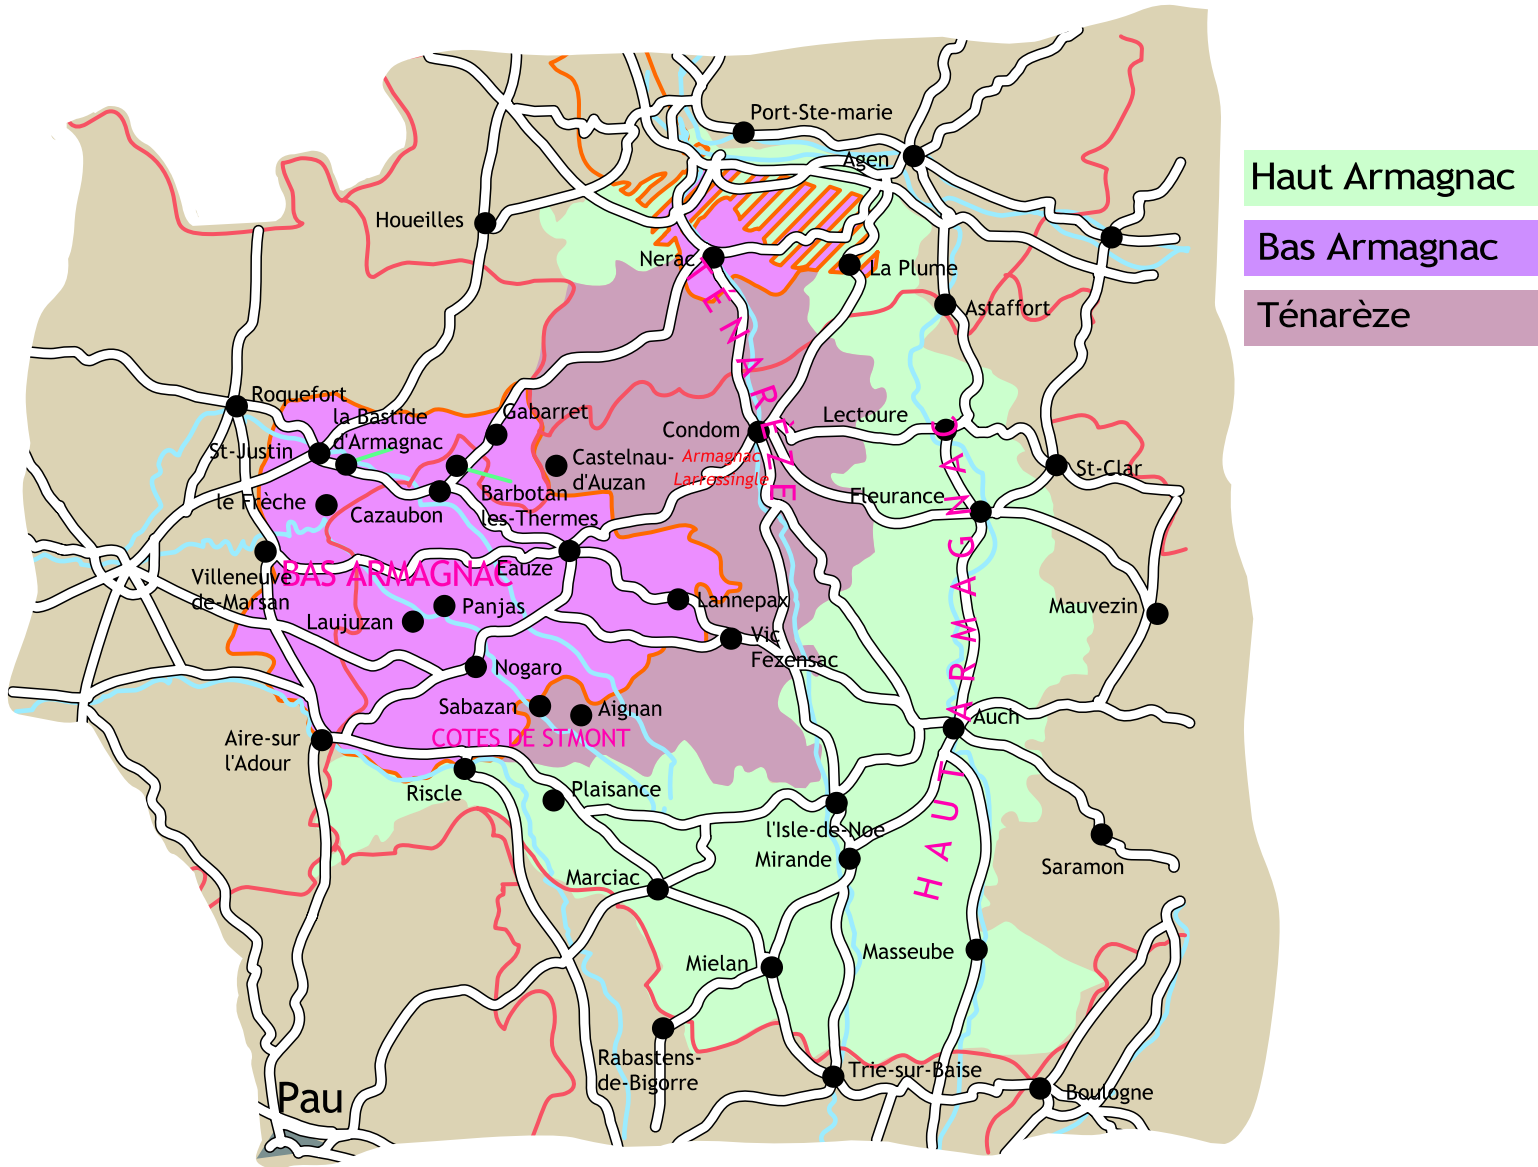 Port-Ste-marie
Agen
Haut Armagnac
Houeilles
Bas Armagnac
Nerac
La Plume
Astaffort
Ténarèze
TÉNARÈZE
Roquefort
la Bastide
d'Armagnac
Gabarret
Lectoure
St-Justin
Condom
Armagnac
Larressingle
Castelnau-
d'Auzan
St-Clar
le Frèche
Cazaubon
Barbotan
les-Thermes
Fleurance
Eauze
BAS ARMAGNAC
Villeneuve
de-Marsan
Panjas
Laujuzan
Lannepax
Mauvezin
Vic
Fezensac
Nogaro
Sabazan
Aignan
COTES DE STMONT
Auch
HAUT ARMAGNAC
Aire-sur
l'Adour
Riscle
Plaisance
l'Isle-de-Noe
Mirande
Saramon
Marciac
Mielan
Masseube
Rabastens-
de-Bigorre
Trie-sur-Baise
Boulogne
Pau